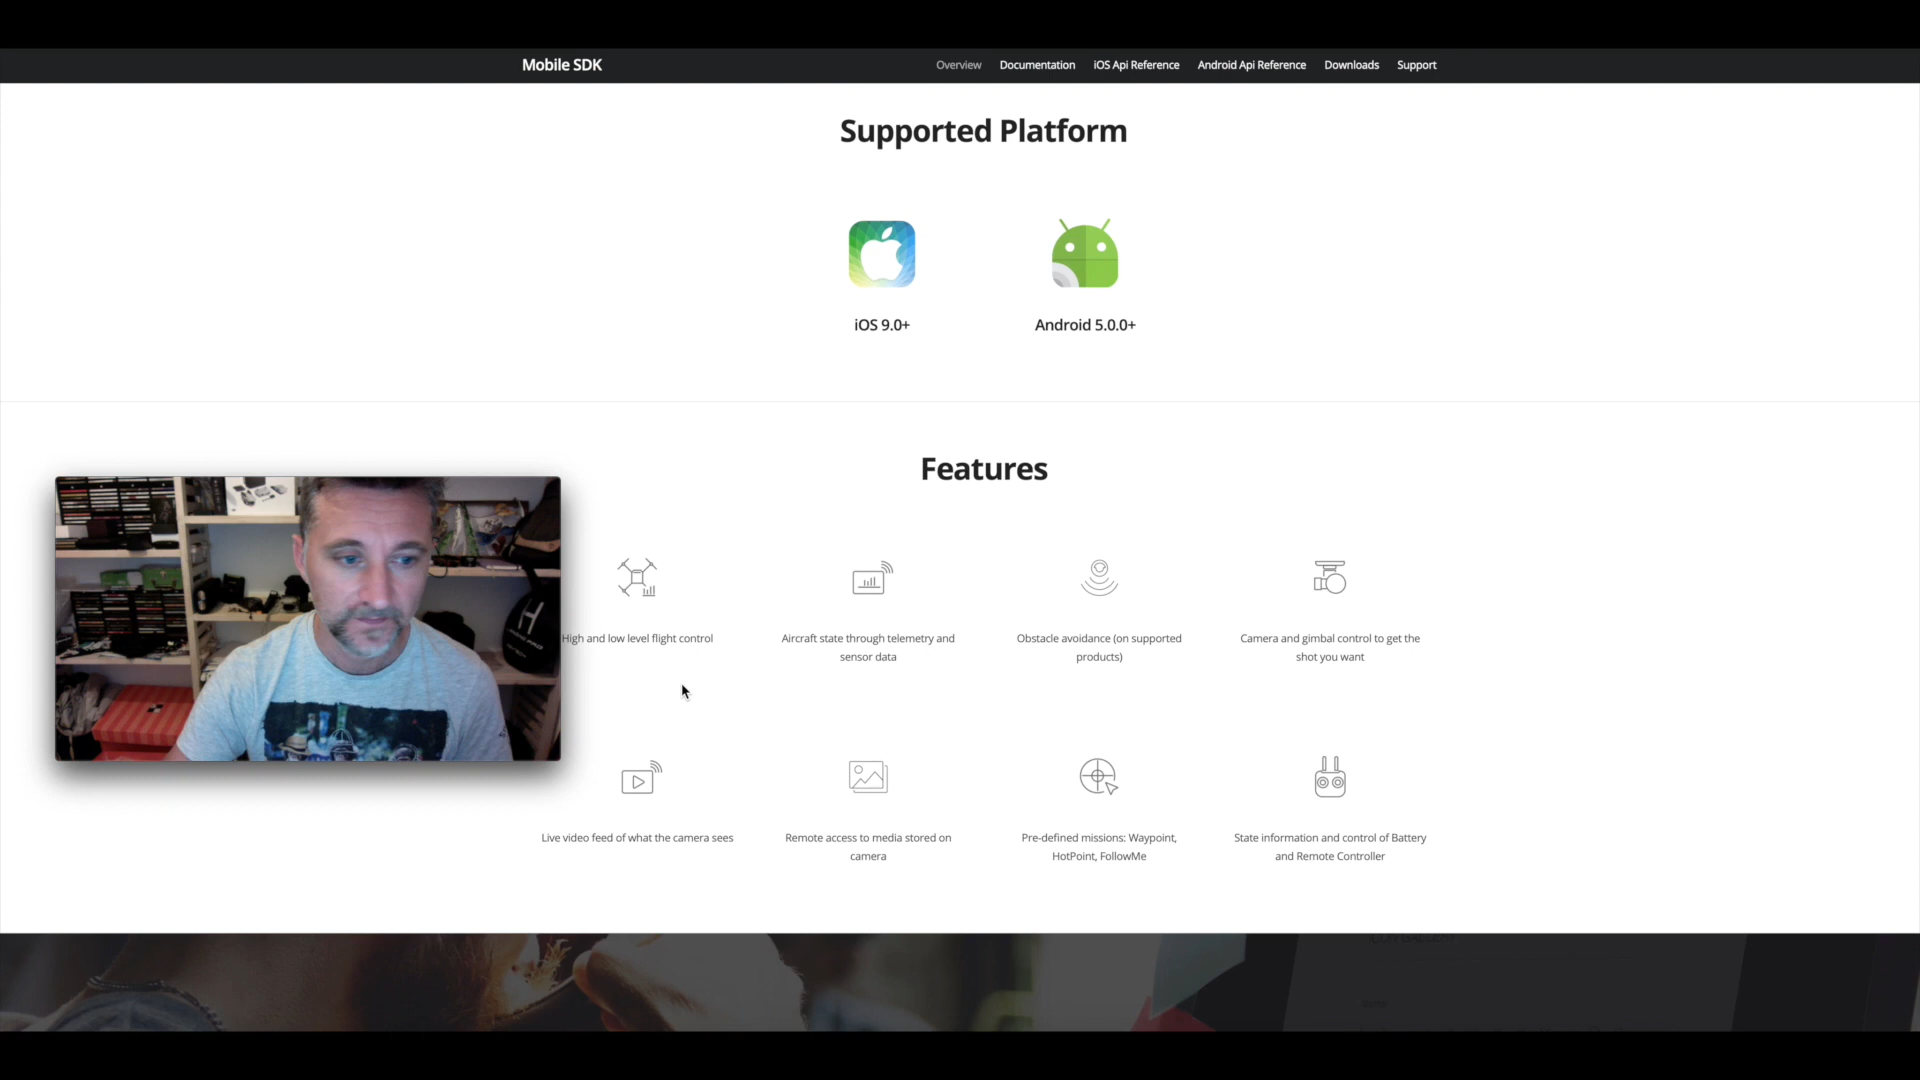 Mobile SDK
Overview Documentation iOS Api Reference Android Api Reference Downloads Support
Supported Platform
iOS 9.0+ Android 5.0.0+
Features
High and low level flight control
Aircraft state through telemetry and
sensor data
Obstacle avoidance (on supported
products)
Camera and gimbal control to get the
shot you want
Live video feed of what the camera sees
Remote access to media stored on
camera
Pre-defined missions: Waypoint,
HotPoint, FollowMe
State information and control of Battery
and Remote Controller